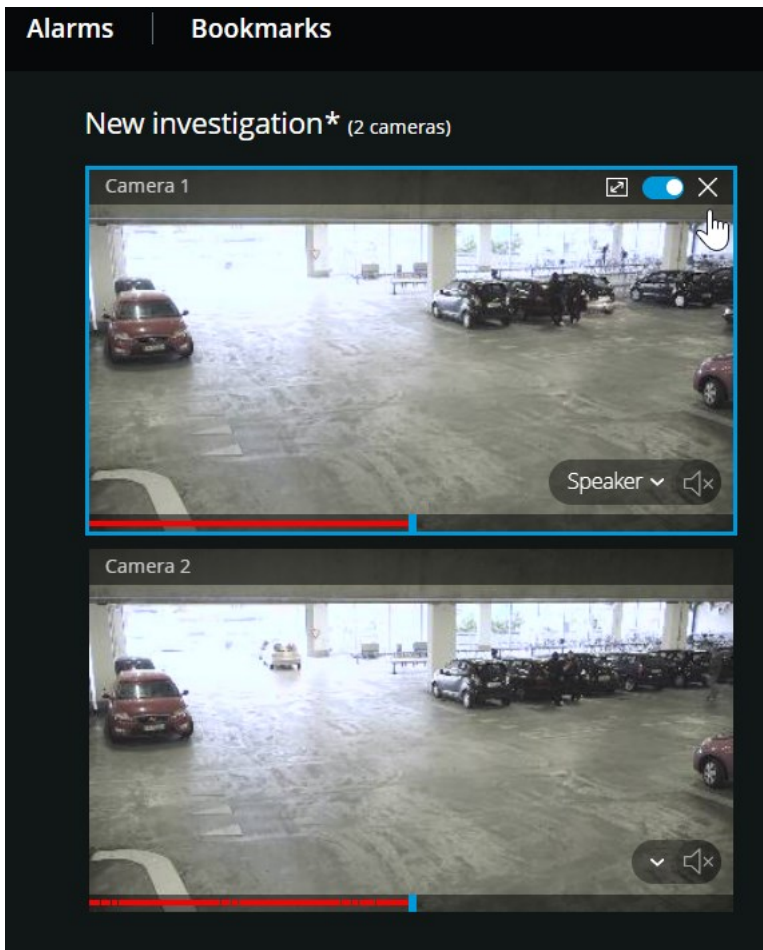 Alarms Bookmarks
New investigation* (2 cameras)
Camera 1
Speaker
Camera 2